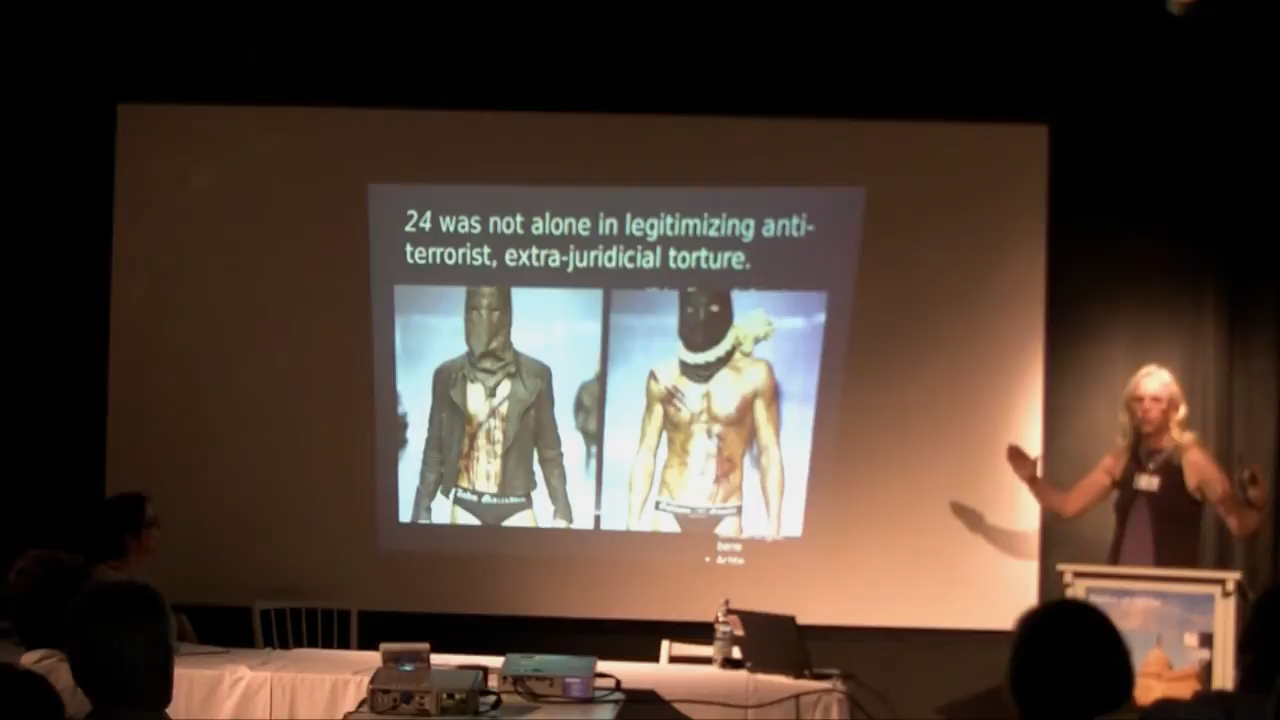 24 was not alone in legitimizing anti-
terrorist, extra-juridicial torture.